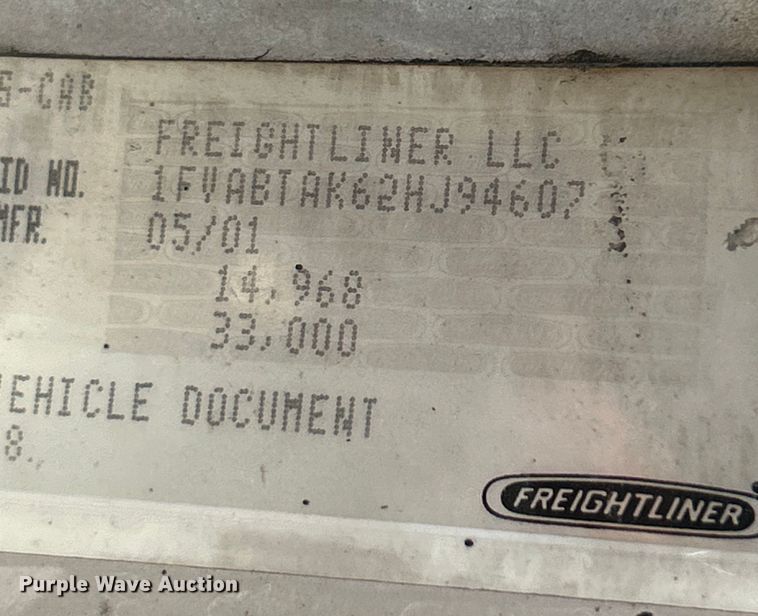 S-CAB
FREIGHTLINER LLC
ID NO. 1FVABTAK62HJ94607
MFR. 05/01
14,968
33,000
VEHICLE DOCUMENT
8.
FREIGHTLINER
Purple Wave Auction